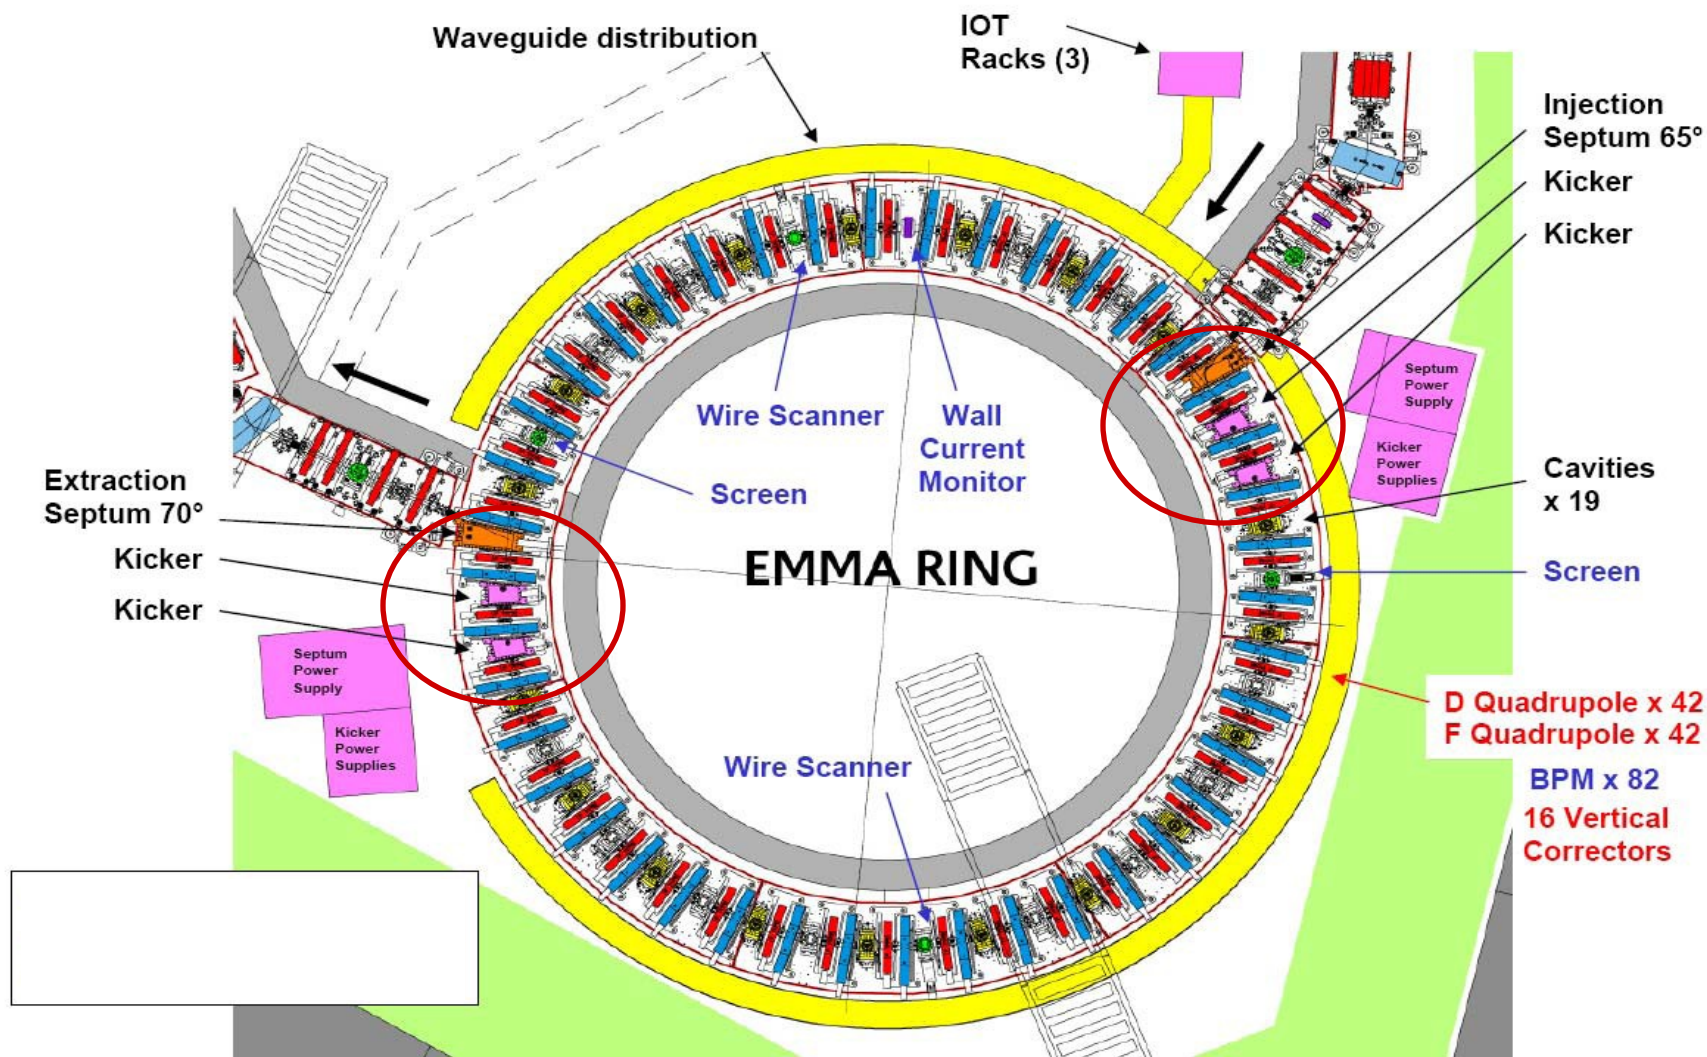 Waveguide distribution
IOT
Racks (3)
Injection
Septum 65°
Kicker
Kicker
Septum
Power
Supply
Kicker
Power
Supplies
Cavities
x 19
Screen
Wire Scanner
Wall
Current
Monitor
Screen
Extraction
Septum 70°
Kicker
Kicker
EMMA RING
Septum
Power
Supply
Kicker
Power
Supplies
Wire Scanner
D Quadrupole x 42
F Quadrupole x 42
BPM x 82
16 Vertical
Correctors